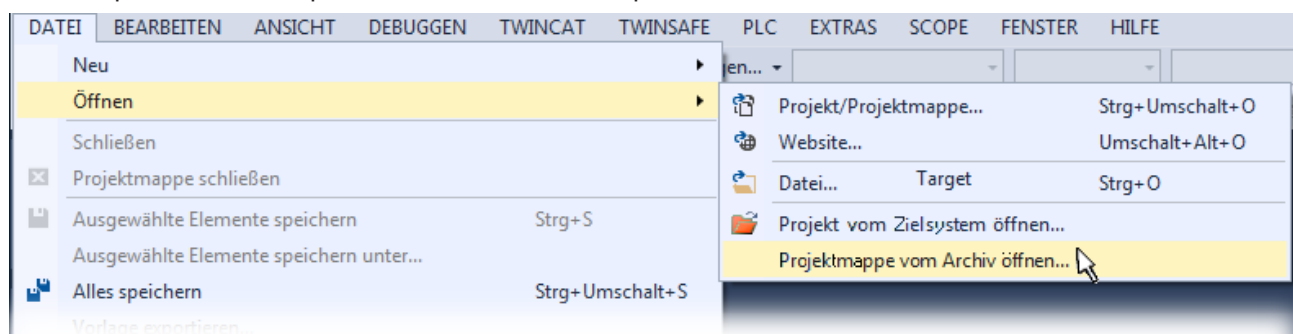 DATEI BEARBEITEN ANSICHT DEBUGGEN TWINCAT TWINSAFE PLC EXTRAS SCOPE FENSTER HILFE
Neu
Öffnen
Schließen
Projektmappe schließen
Ausgewählte Elemente speichern Strg+S
Ausgewählte Elemente speichern unter...
Alles speichern Strg+Umschalt+S
Vorlage exportieren...
Projekt/Projektmappe... Strg+Umschalt+O
Website... Umschalt+Alt+O
Datei... Target Strg+O
Projekt vom Zielsystem öffnen...
Projektmappe vom Archiv öffnen...